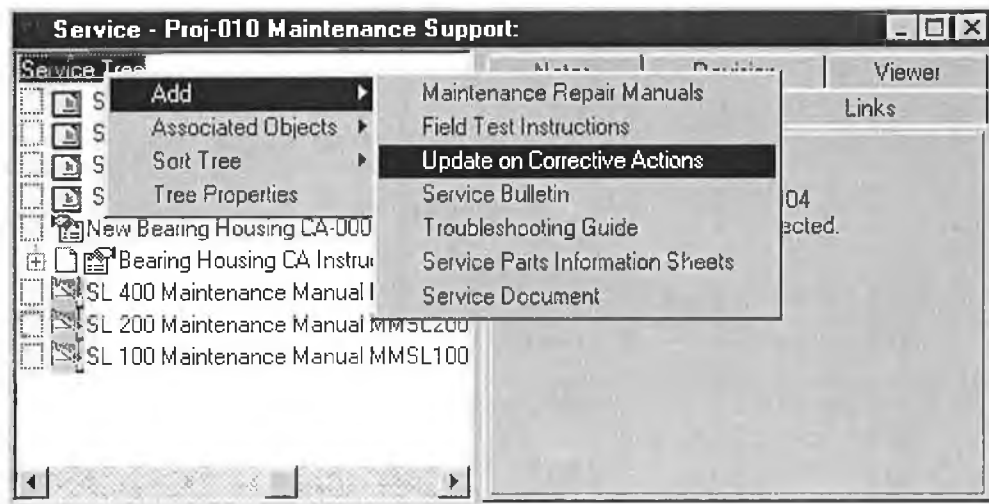 Service - Proj-010 Maintenance Support:
Service Tree
Notes Revision Viewer
Links
S
S
S
S
Add
Associated Objects
Sort Tree
Tree Properties
Maintenance Repair Manuals
Field Test Instructions
Update on Corrective Actions
Service Bulletin
Troubleshooting Guide
Service Parts Information Sheets
Service Document
04
ected.
New Bearing Housing CA-000
Bearing Housing CA Instru
SL 400 Maintenance Manual
SL 200 Maintenance Manual MMSL200
SL 100 Maintenance Manual MMSL100